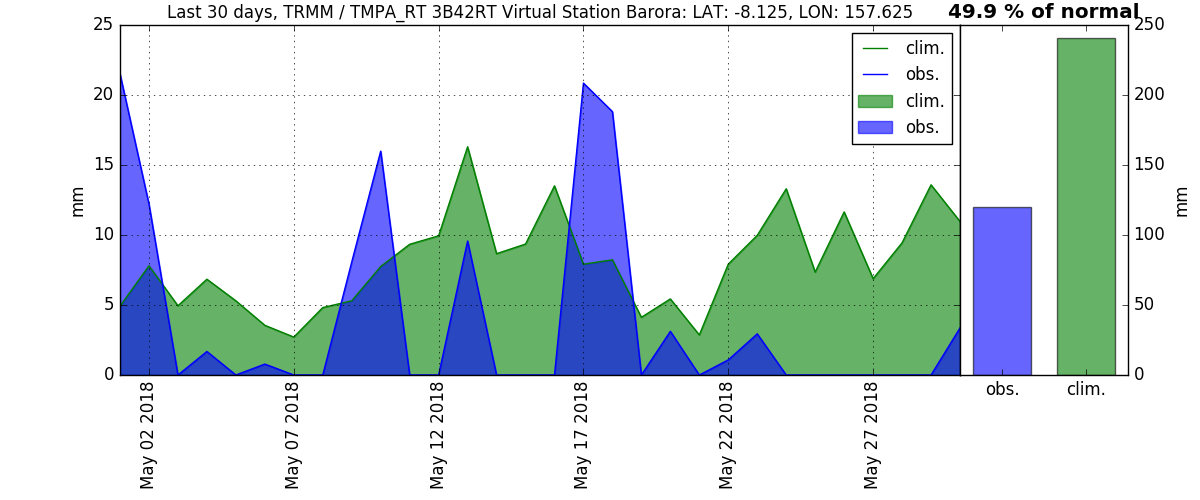 Last 30 days, TRMM / TMPA_RT 3B42RT Virtual Station Barora: LAT: -8.125, LON: 157.625
49.9 % of normal
25
20
15
10
5
0
mm
clim.
obs.
clim.
obs.
250
200
150
100
50
0
mm
May 02 2018
May 07 2018
May 12 2018
May 17 2018
May 22 2018
May 27 2018
obs.
clim.